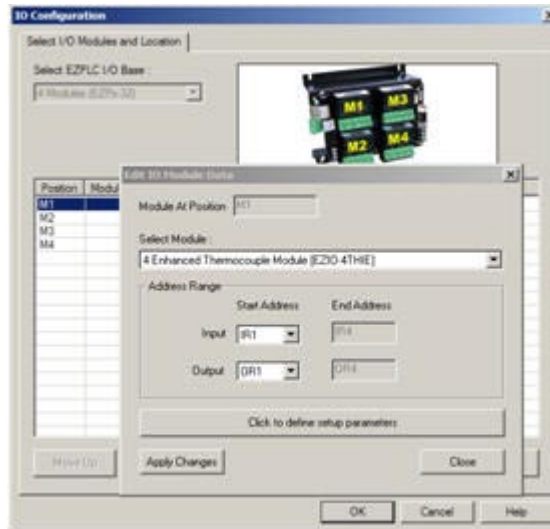 IO Configuration
Select I/O Modules and Location
Select EZPLC I/O Base :
4 Modules (EZPx-32)
M1 M3
M2 M4
Edit IO Module Data
Position Modul
M1
M2
M3
M4
Module At Position M1
Select Module :
4 Enhanced Thermocouple Module [EZIO-4THIE]
Address Range
Start Address End Address
Input IR1 IR4
Output OR1 OR4
Click to define setup parameters
Move Up
Apply Changes Close
OK Cancel Help